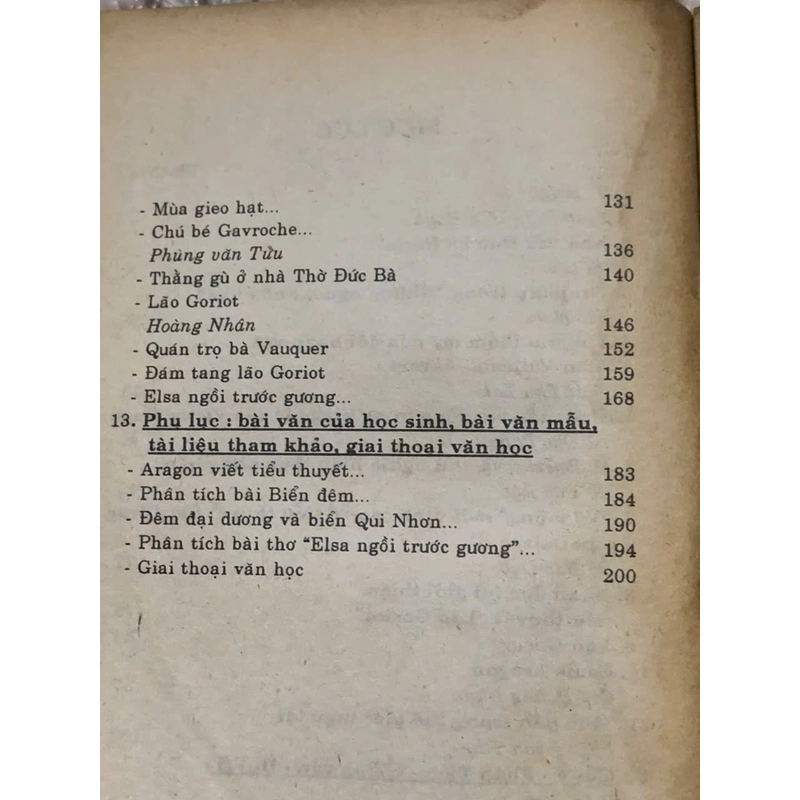 - Mùa gieo hạt... 131
- Chú bé Gavroche...
Phùng văn Tửu 136
- Thằng gù ở nhà Thờ Đức Bà 140
- Lão Goriot
Hoàng Nhân 146
- Quán trọ bà Vauquer 152
- Đám tang lão Goriot 159
- Elsa ngồi trước gương... 168
13. Phụ lục : bài văn của học sinh, bài văn mẫu,
tài liệu tham khảo, giai thoại văn học
- Aragon viết tiểu thuyết... 183
- Phân tích bài Biển đêm... 184
- Đêm đại dương và biển Qui Nhơn... 190
- Phân tích bài thơ “Elsa ngồi trước gương”... 194
- Giai thoại văn học 200